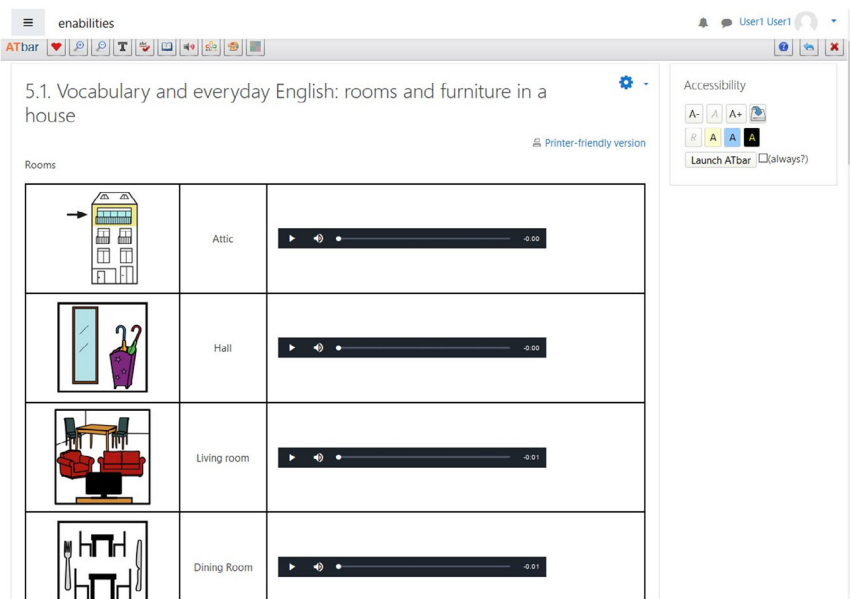 enabilities
User1 User1
ATbar
T
5.1. Vocabulary and everyday English: rooms and furniture in a
house
Printer-friendly version
Rooms
Attic
-0:00
Hall
-0:00
Living room
-0:01
Dining Room
-0:01
Accessibility
A- A A+
R A A A
Launch ATbar (always?)